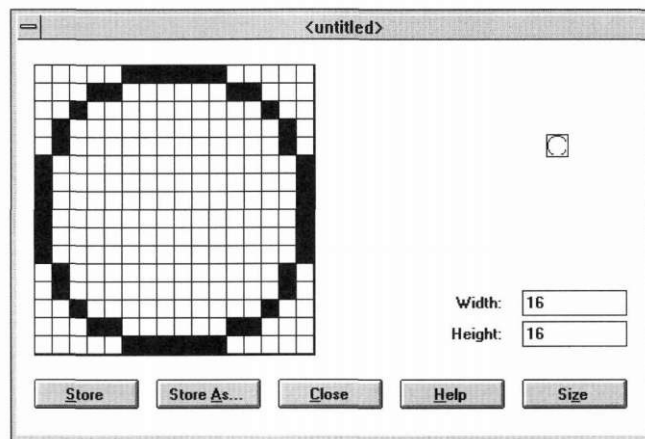 <untitled>
Width: 16
Height: 16
Store Store As... Close Help Size